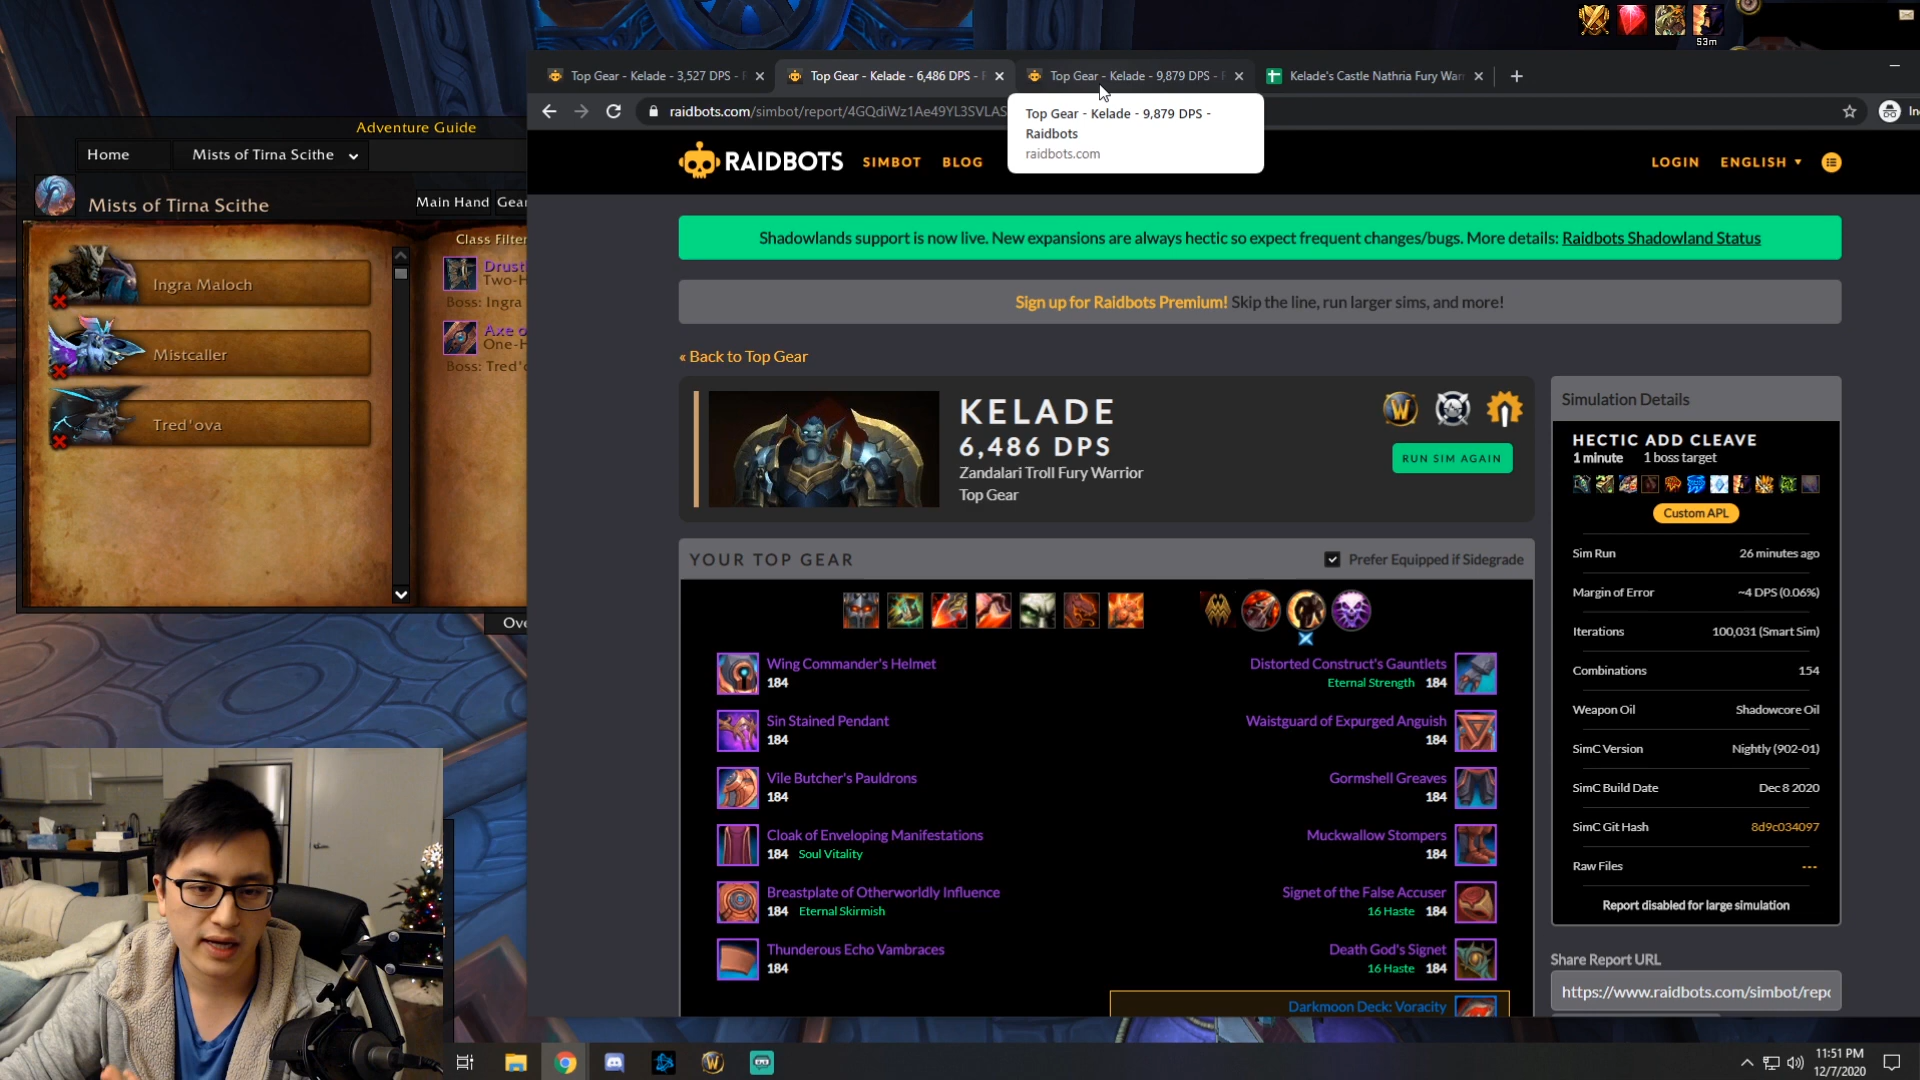 53m
Top Gear - Kelade - 3,527 DPS - F
Top Gear - Kelade - 6,486 DPS - F
Top Gear - Kelade - 9,879 DPS - F
Kelade's Castle Nathria Fury Warr
raidbots.com/simbot/report/4GQdiWz1Ae49YL3SVLAS
Top Gear - Kelade - 9,879 DPS -
Raidbots
raidbots.com
Adventure Guide
Home
Mists of Tirna Scithe
Mists of Tirna Scithe
Main Hand
Gear
Class Filter
Ingra Maloch
Mistcaller
Tred'ova
Drust
Two-H
Boss: Ingra
Axe o
One-H
Boss: Tred'o
Ove
RAIDBOTS
SIMBOT
BLOG
LOGIN
ENGLISH
Shadowlands support is now live. New expansions are always hectic so expect frequent changes/bugs. More details: Raidbots Shadowland Status
Sign up for Raidbots Premium! Skip the line, run larger sims, and more!
« Back to Top Gear
KELADE
6,486 DPS
Zandalari Troll Fury Warrior
Top Gear
RUN SIM AGAIN
YOUR TOP GEAR
Prefer Equipped if Sidegrade
Wing Commander's Helmet
184
Sin Stained Pendant
184
Vile Butcher's Pauldrons
184
Cloak of Enveloping Manifestations
184 Soul Vitality
Breastplate of Otherworldly Influence
184 Eternal Skirmish
Thunderous Echo Vambraces
184
Distorted Construct's Gauntlets
Eternal Strength 184
Waistguard of Expurged Anguish
184
Gormshell Greaves
184
Muckwallow Stompers
184
Signet of the False Accuser
16 Haste 184
Death God's Signet
16 Haste 184
Darkmoon Deck: Voracity
Simulation Details
HECTIC ADD CLEAVE
1 minute 1 boss target
Custom APL
Sim Run 26 minutes ago
Margin of Error ~4 DPS (0.06%)
Iterations 100,031 (Smart Sim)
Combinations 154
Weapon Oil Shadowcore Oil
SimC Version Nightly (902-01)
SimC Build Date Dec 8 2020
SimC Git Hash 8d9c034097
Raw Files ---
Report disabled for large simulation
Share Report URL
https://www.raidbots.com/simbot/repo
11:51 PM
12/7/2020